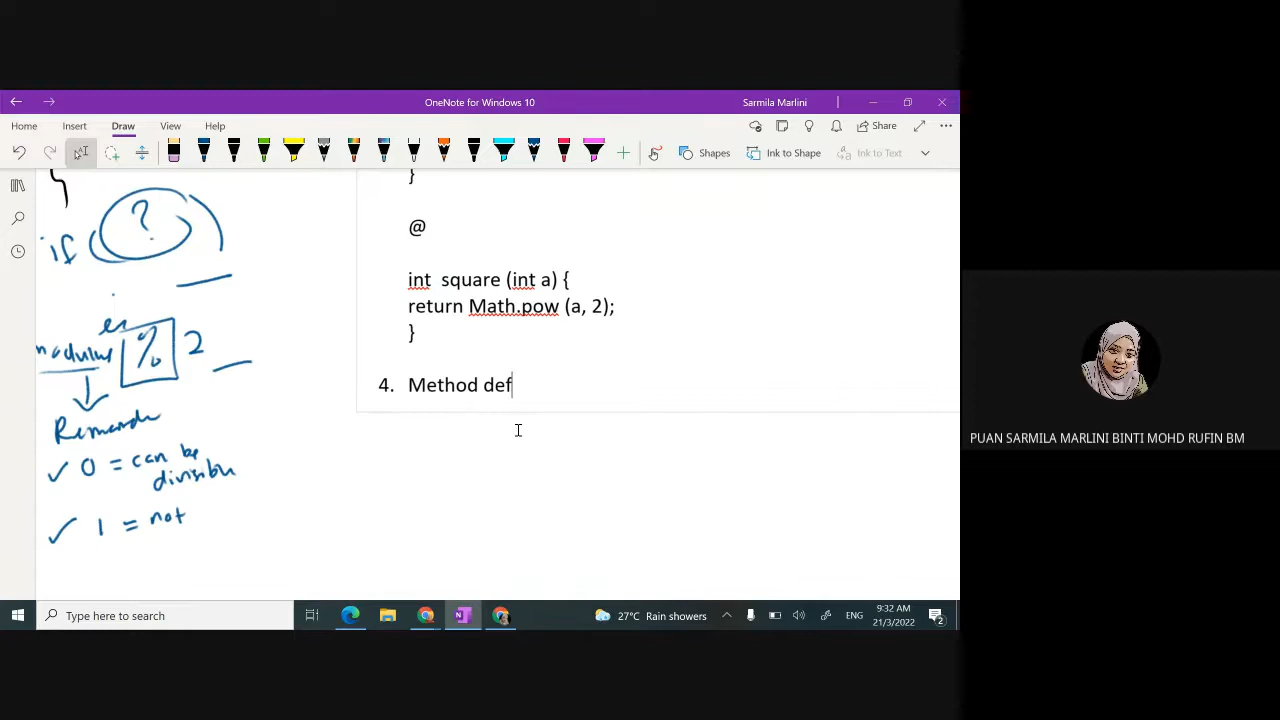 OneNote for Windows 10
Sarmila Marlini
Home Insert Draw View Help
Share
Shapes Ink to Shape Ink to Text
}
@
int square (int a) {
return Math.pow (a, 2);
}
4. Method def
if ( ? )
% 2
✓ 0 = can be
✓ 1 = not
PUAN SARMILA MARLINI BINTI MOHD RUFIN BM
Type here to search
27°C Rain showers
ENG
9:32 AM
21/3/2022
2